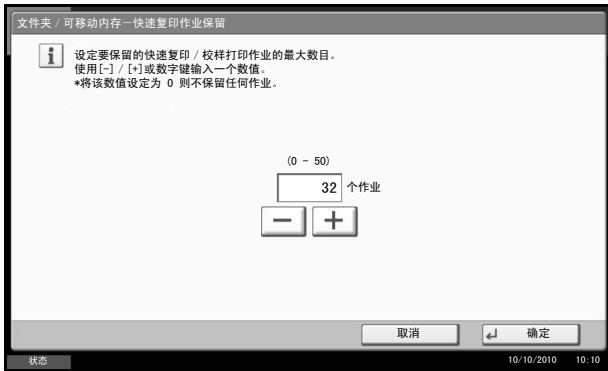 文件夹／可移动内存－快速复印作业保留
设定要保留的快速复印／校样打印作业的最大数目。
使用[-]／[+]或数字键输入一个数值。
*将该数值设定为 0 则不保留任何作业。
(0 - 50)
32 个作业
取消
确定
状态
10/10/2010 10:10